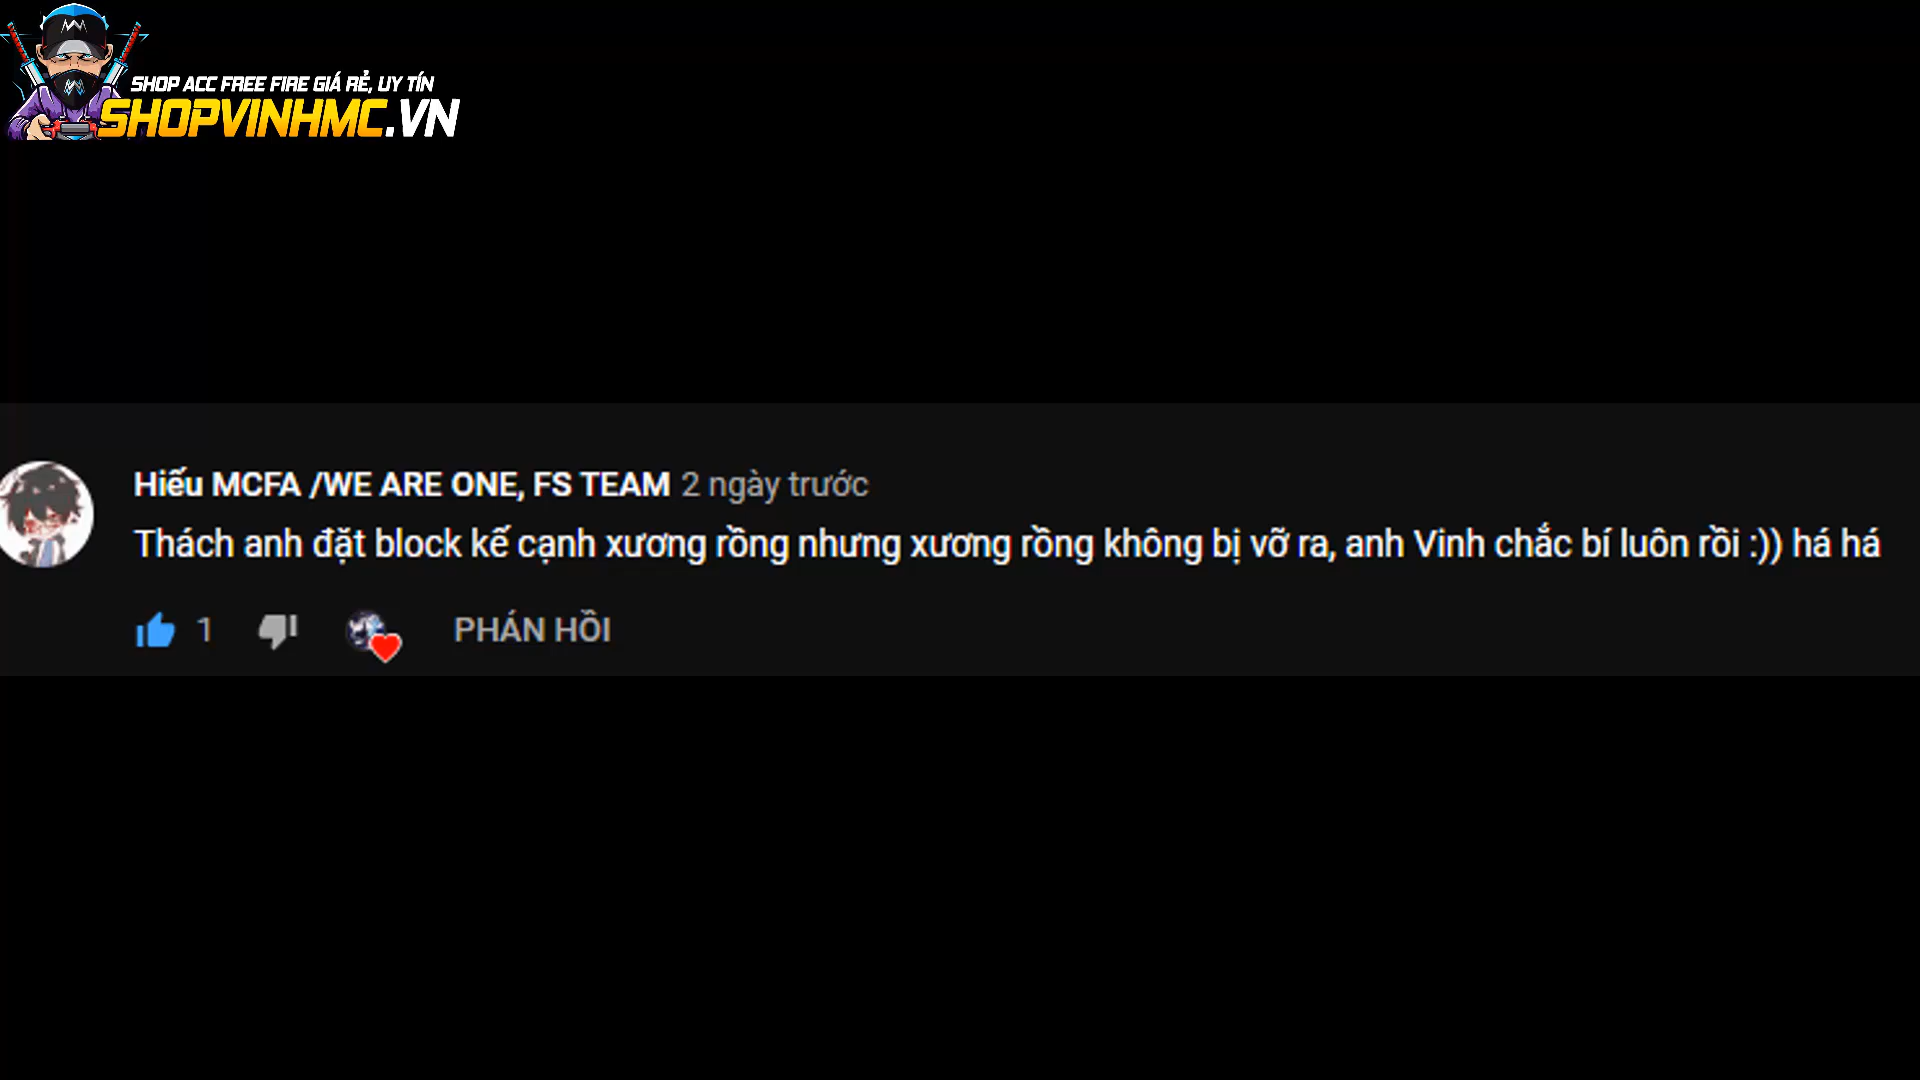 SHOP ACC FREE FIRE GIÁ RẺ, UY TÍN
SHOPVINHMC.VN
Hiếu MCFA /WE ARE ONE, FS TEAM 2 ngày trước
Thách anh đặt block kế cạnh xương rồng nhưng xương rồng không bị vỡ ra, anh Vinh chắc bí luôn rồi :)) há há
1 PHẢN HỒI